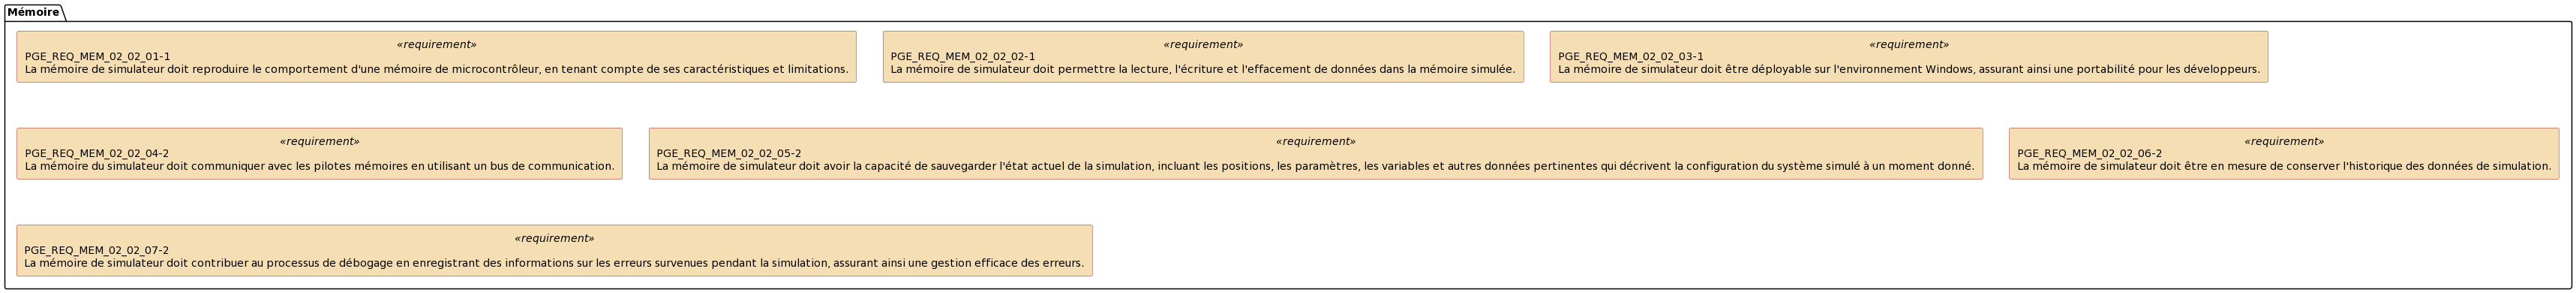 Mémoire
«requirement»
PGE_REQ_MEM_02_02_01-1
La mémoire de simulateur doit reproduire le comportement d'une mémoire de microcontrôleur, en tenant compte de ses caractéristiques et limitations.
«requirement»
PGE_REQ_MEM_02_02_02-1
La mémoire de simulateur doit permettre la lecture, l'écriture et l'effacement de données dans la mémoire simulée.
«requirement»
PGE_REQ_MEM_02_02_03-1
La mémoire de simulateur doit être déployable sur l'environnement Windows, assurant ainsi une portabilité pour les développeurs.
«requirement»
PGE_REQ_MEM_02_02_04-2
La mémoire du simulateur doit communiquer avec les pilotes mémoires en utilisant un bus de communication.
«requirement»
PGE_REQ_MEM_02_02_05-2
La mémoire de simulateur doit avoir la capacité de sauvegarder l'état actuel de la simulation, incluant les positions, les paramètres, les variables et autres données pertinentes qui décrivent la configuration du système simulé à un moment donné.
«requirement»
PGE_REQ_MEM_02_02_06-2
La mémoire de simulateur doit être en mesure de conserver l'historique des données de simulation.
«requirement»
PGE_REQ_MEM_02_02_07-2
La mémoire de simulateur doit contribuer au processus de débogage en enregistrant des informations sur les erreurs survenues pendant la simulation, assurant ainsi une gestion efficace des erreurs.